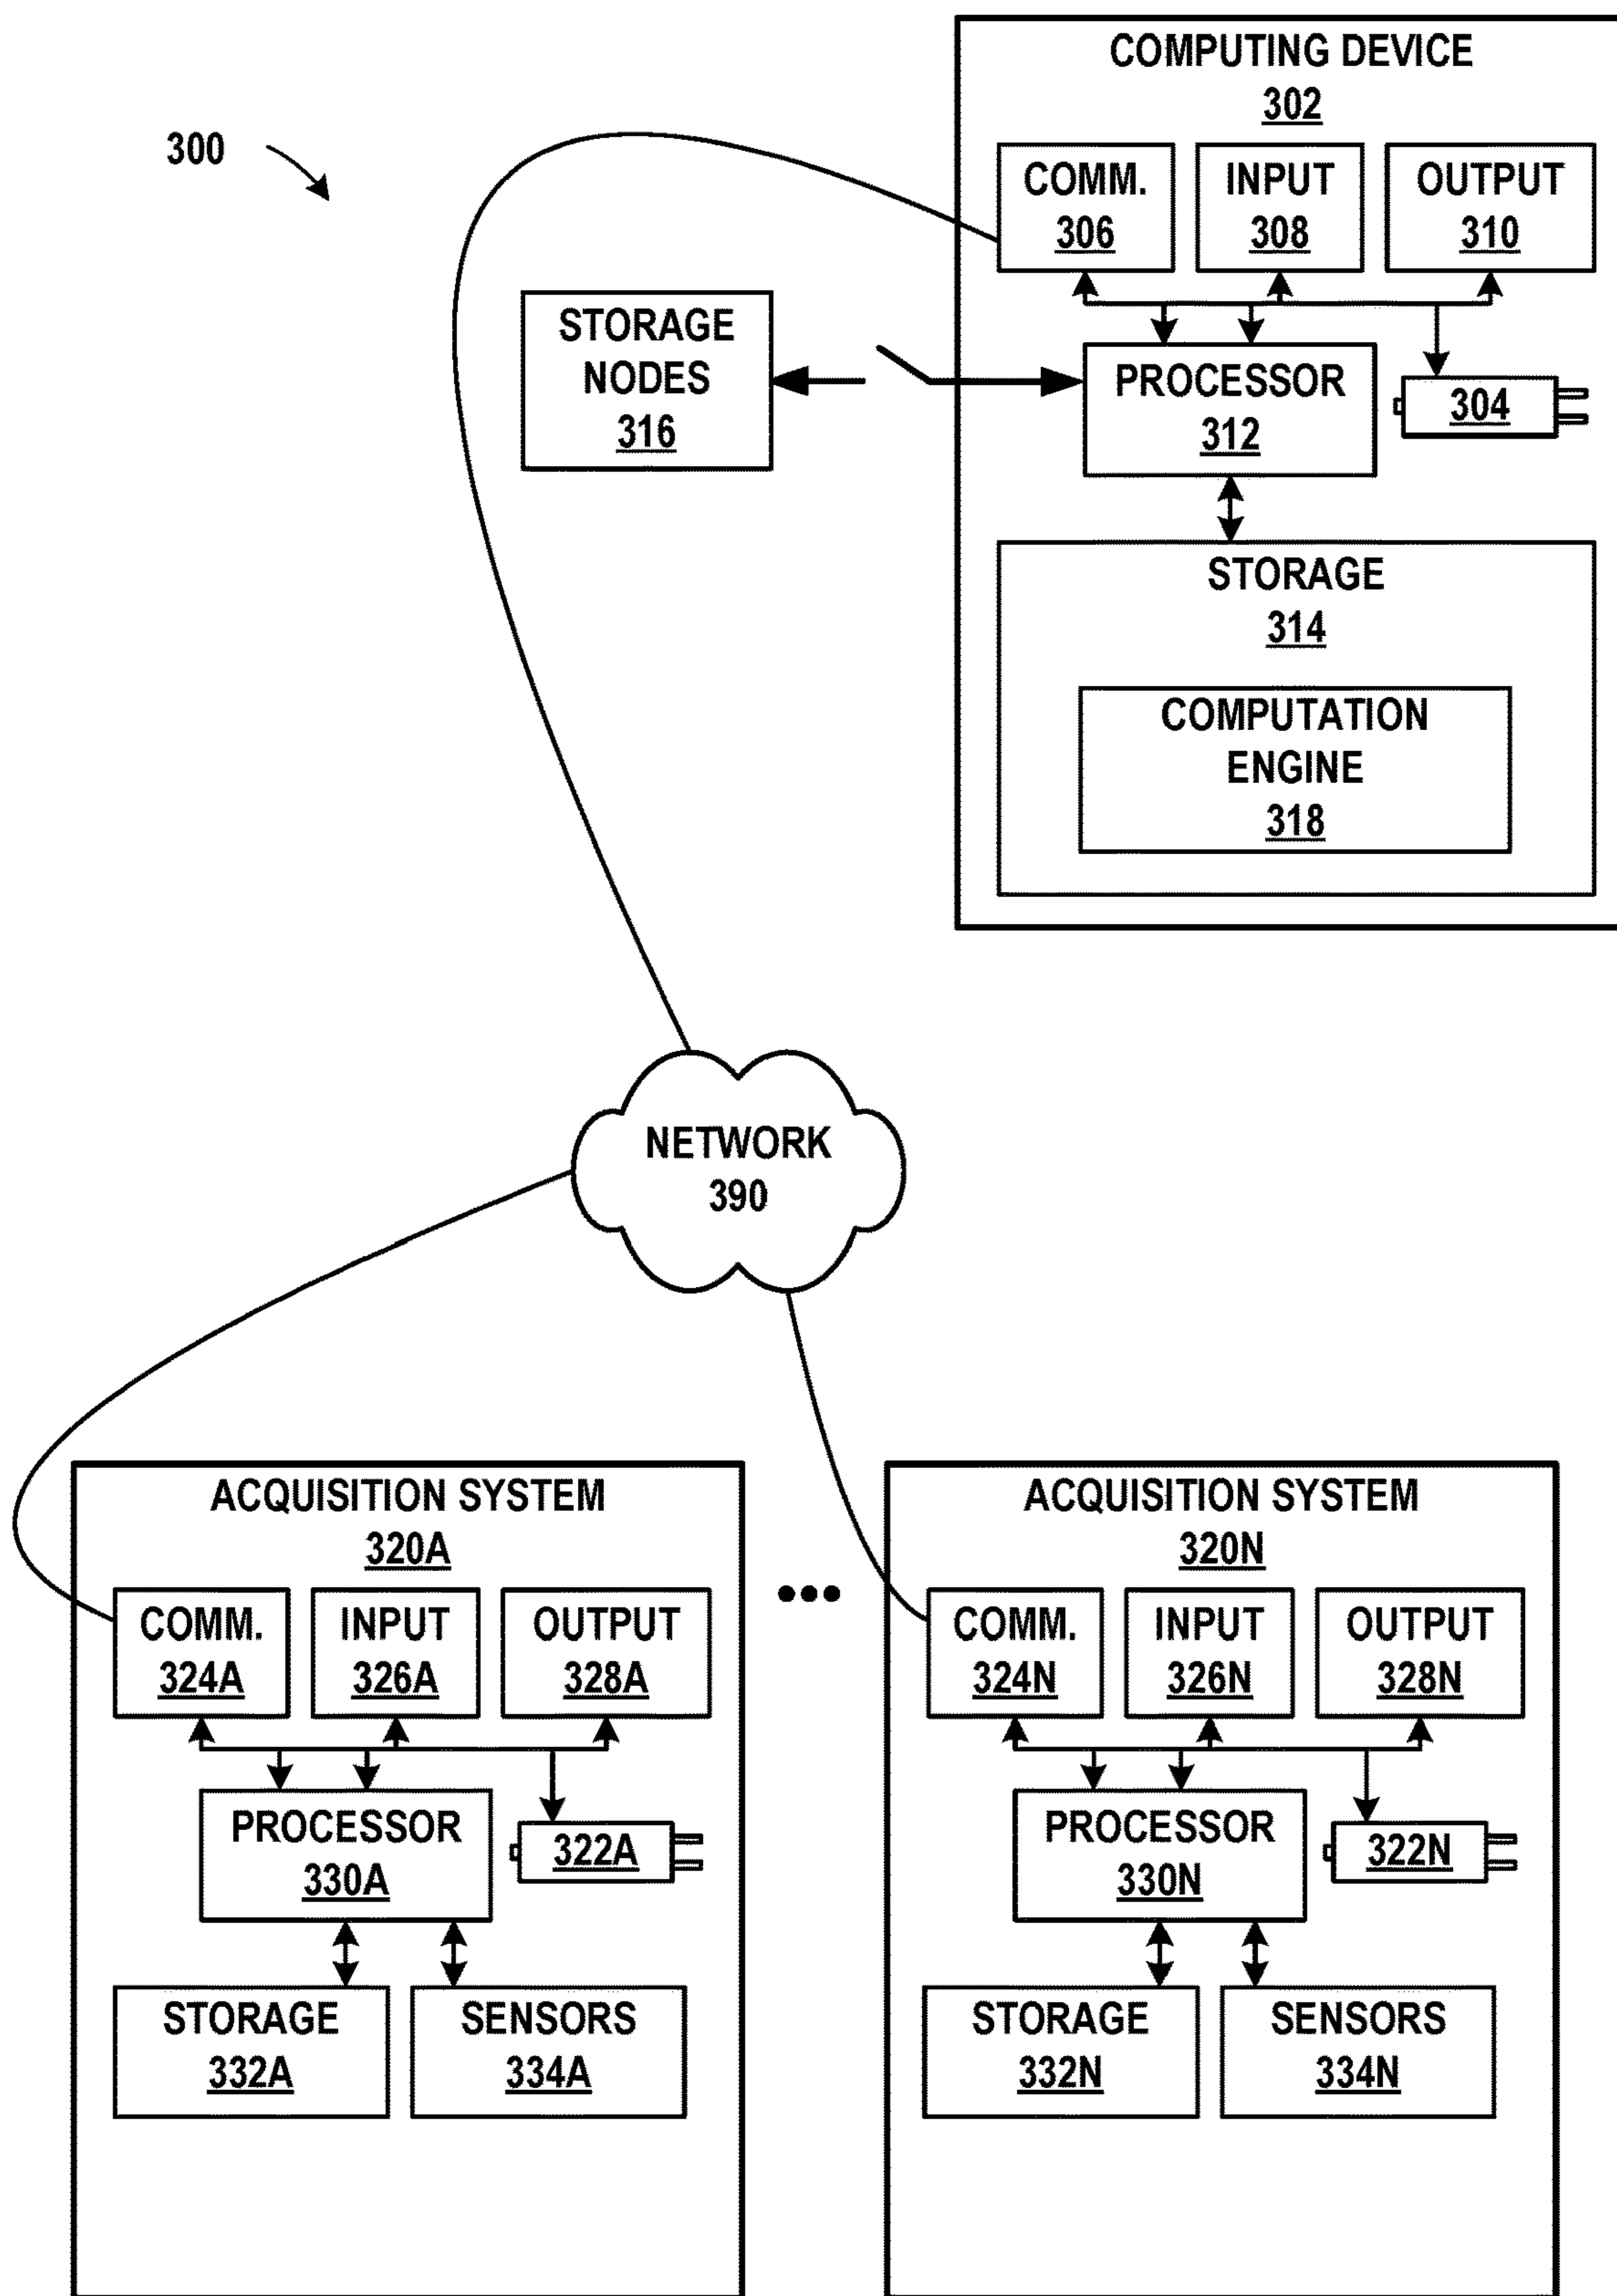 COMPUTING DEVICE
302
300
COMM.
306
INPUT
308
OUTPUT
310
STORAGE
NODES
316
PROCESSOR
312
304
STORAGE
314
COMPUTATION
ENGINE
318
NETWORK
390
ACQUISITION SYSTEM
320A
COMM.
324A
INPUT
326A
OUTPUT
328A
PROCESSOR
330A
322A
STORAGE
332A
SENSORS
334A
ACQUISITION SYSTEM
320N
COMM.
324N
INPUT
326N
OUTPUT
328N
PROCESSOR
330N
322N
STORAGE
332N
SENSORS
334N